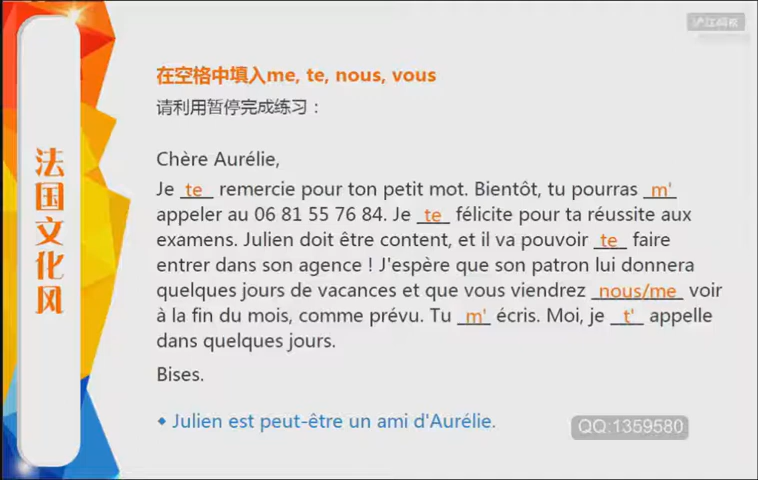 沪江网校
在空格中填入me, te, nous, vous
请利用暂停完成练习：
法国文化风
Chère Aurélie,
Je te remercie pour ton petit mot. Bientôt, tu pourras m'
appeler au 06 81 55 76 84. Je te félicite pour ta réussite aux
examens. Julien doit être content, et il va pouvoir te faire
entrer dans son agence ! J'espère que son patron lui donnera
quelques jours de vacances et que vous viendrez nous/me voir
à la fin du mois, comme prévu. Tu m' écris. Moi, je t' appelle
dans quelques jours.
Bises.
Julien est peut-être un ami d'Aurélie.
QQ:1359580